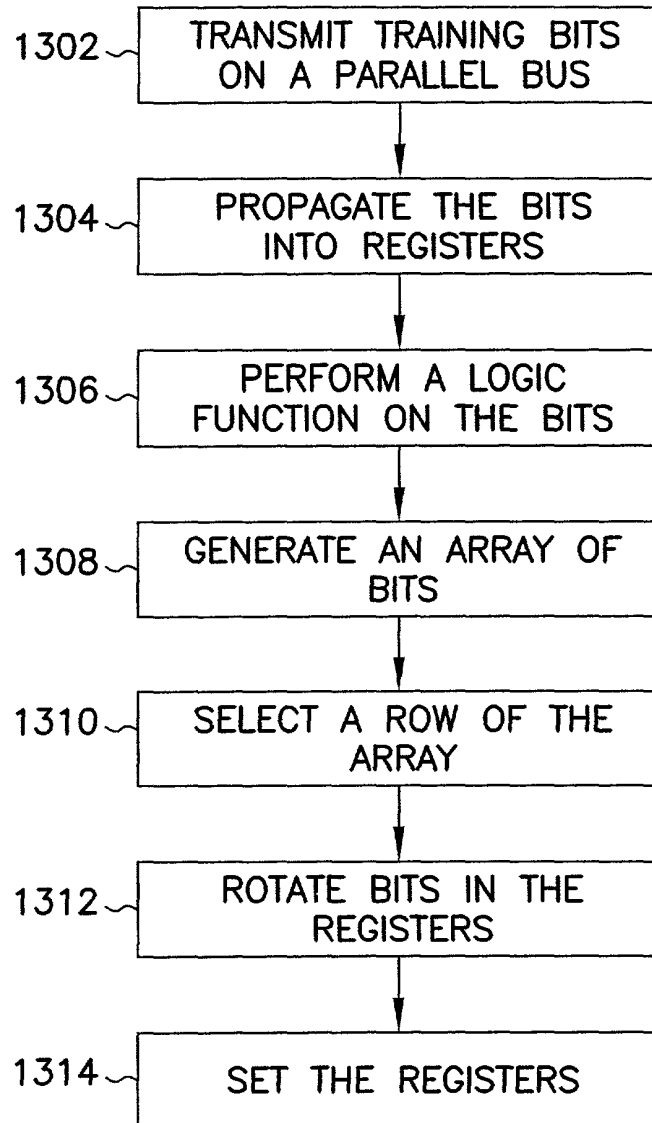 1302
TRANSMIT TRAINING BITS
ON A PARALLEL BUS
1304
PROPAGATE THE BITS
INTO REGISTERS
1306
PERFORM A LOGIC
FUNCTION ON THE BITS
1308
GENERATE AN ARRAY OF
BITS
1310
SELECT A ROW OF THE
ARRAY
1312
ROTATE BITS IN THE
REGISTERS
1314
SET THE REGISTERS